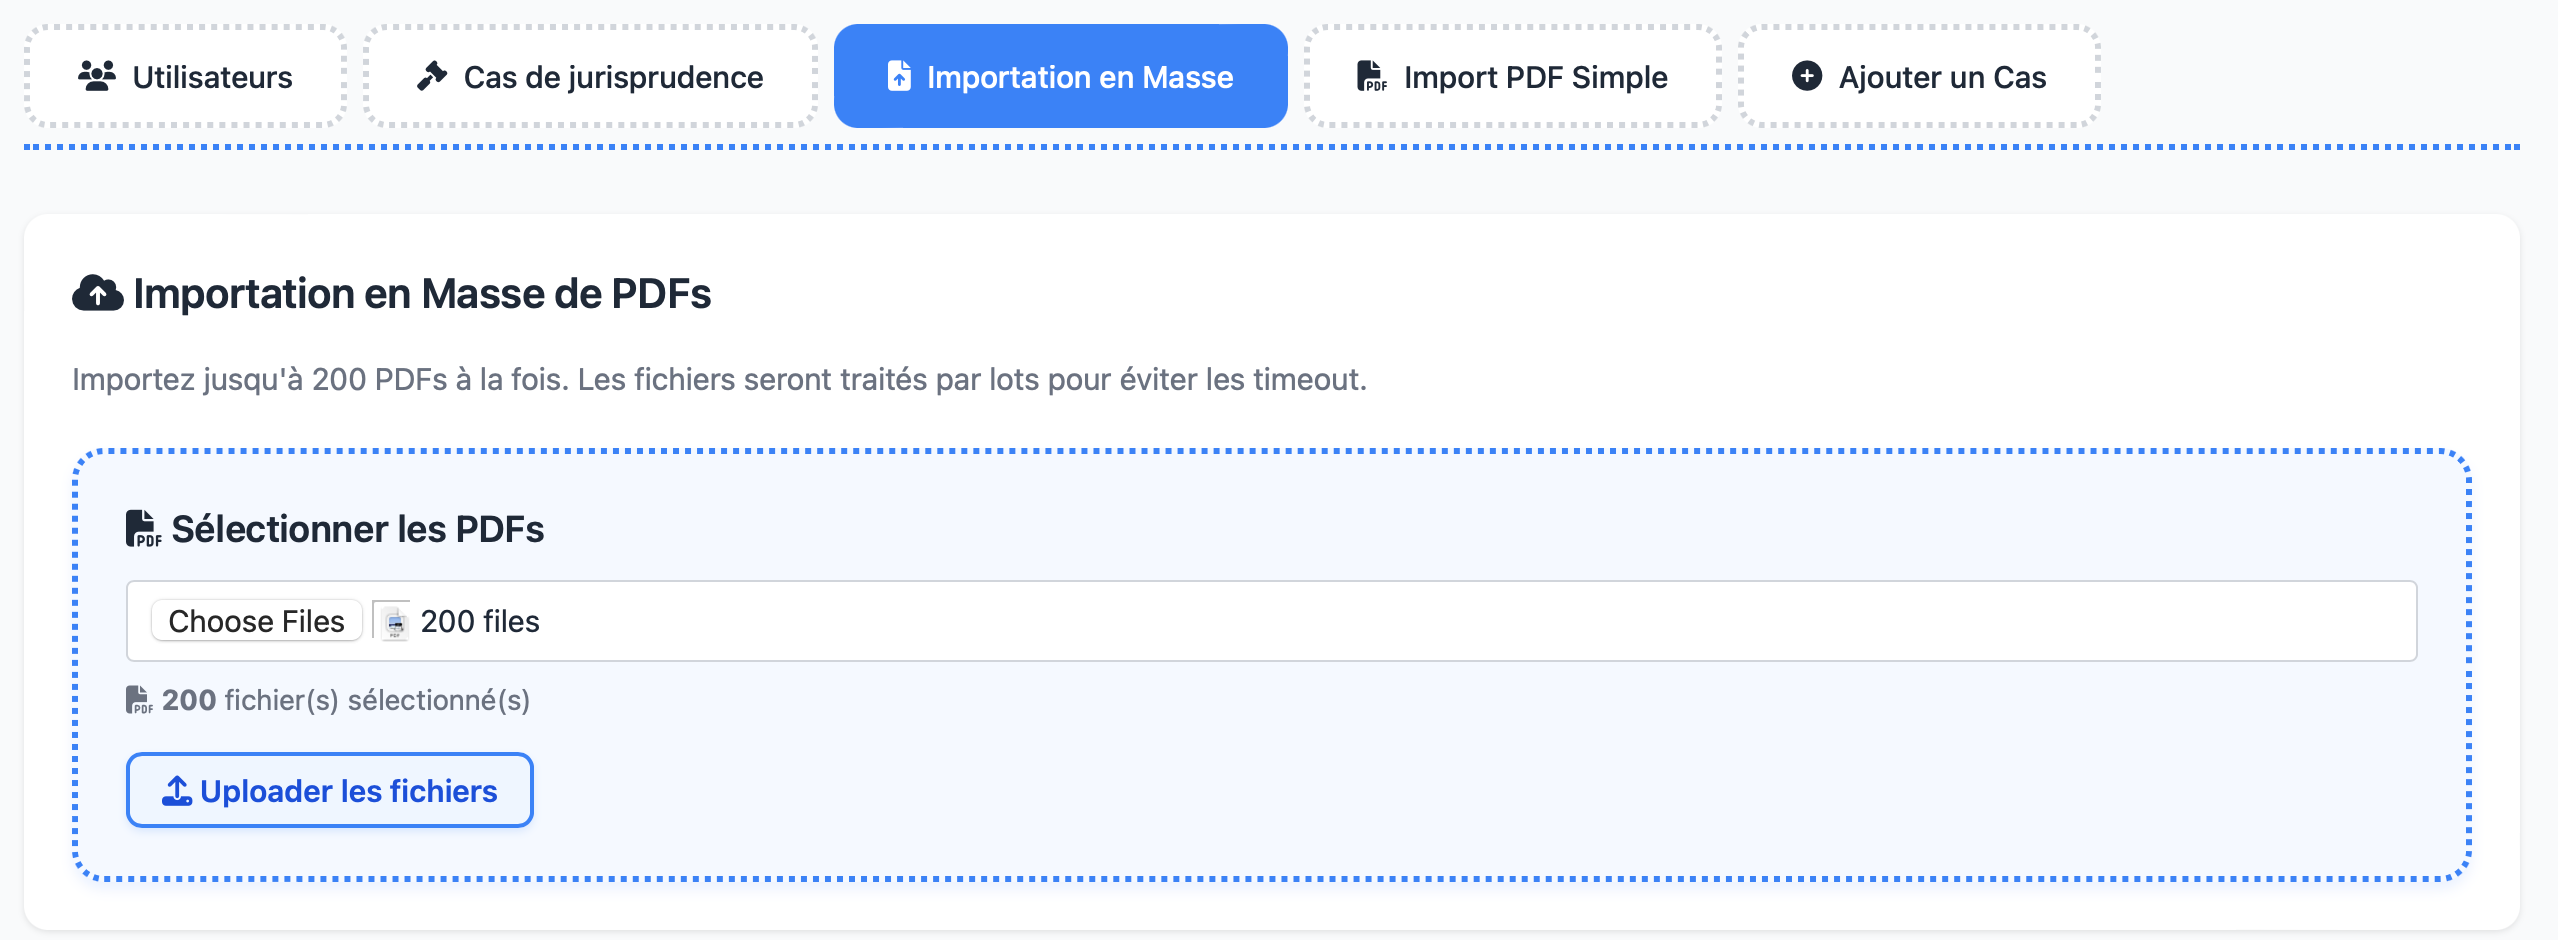 Utilisateurs
Cas de jurisprudence
Importation en Masse
Import PDF Simple
Ajouter un Cas
Importation en Masse de PDFs
Importez jusqu'à 200 PDFs à la fois. Les fichiers seront traités par lots pour éviter les timeout.
Sélectionner les PDFs
Choose Files 200 files
200 fichier(s) sélectionné(s)
Uploader les fichiers